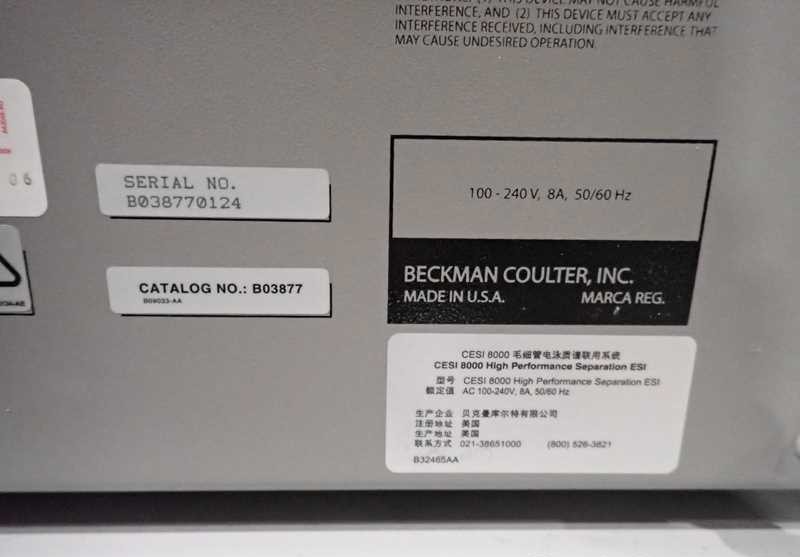 INTERFERENCE, AND (2) THIS DEVICE MUST ACCEPT ANY
INTERFERENCE RECEIVED, INCLUDING INTERFERENCE THAT
MAY CAUSE UNDESIRED OPERATION.
06
SERIAL NO.
B038770124
CATALOG NO.: B03877
B09033-AA
100 - 240 V, 8A, 50/60 Hz
BECKMAN COULTER, INC.
MADE IN U.S.A. MARCA REG.
CESI 8000 毛细管电泳质谱联用系统
CESI 8000 High Performance Separation ESI
型号 CESI 8000 High Performance Separation ESI
额定值 AC 100-240V, 8A, 50/60 Hz
生产企业 贝克曼库尔特有限公司
注册地址 美国
生产地址 美国
联系方式 021-38651000 (800) 526-3821
B32465AA